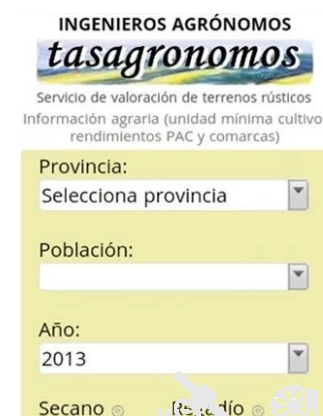 INGENIEROS AGRÓNOMOS
tasagronomos
Servicio de valoración de terrenos rústicos
Información agraria (unidad mínima cultivo
rendimientos PAC y comarcas)
Provincia:
Selecciona provincia
Población:
Año:
2013
Secano Regadío